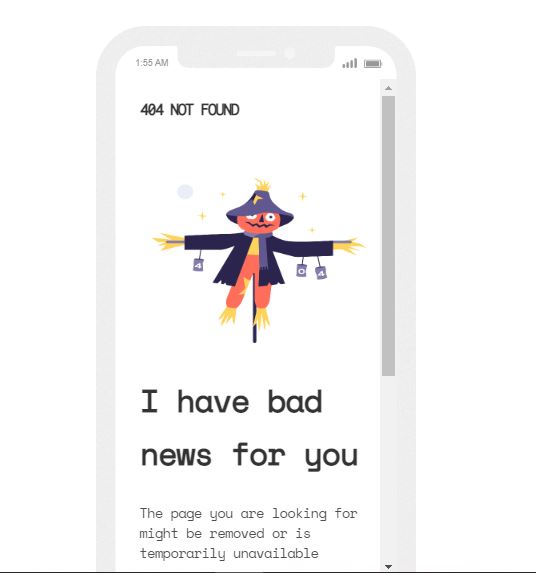 1:55 AM
404 NOT FOUND
4
0
4
I have bad
news for you
The page you are looking for
might be removed or is
temporarily unavailable